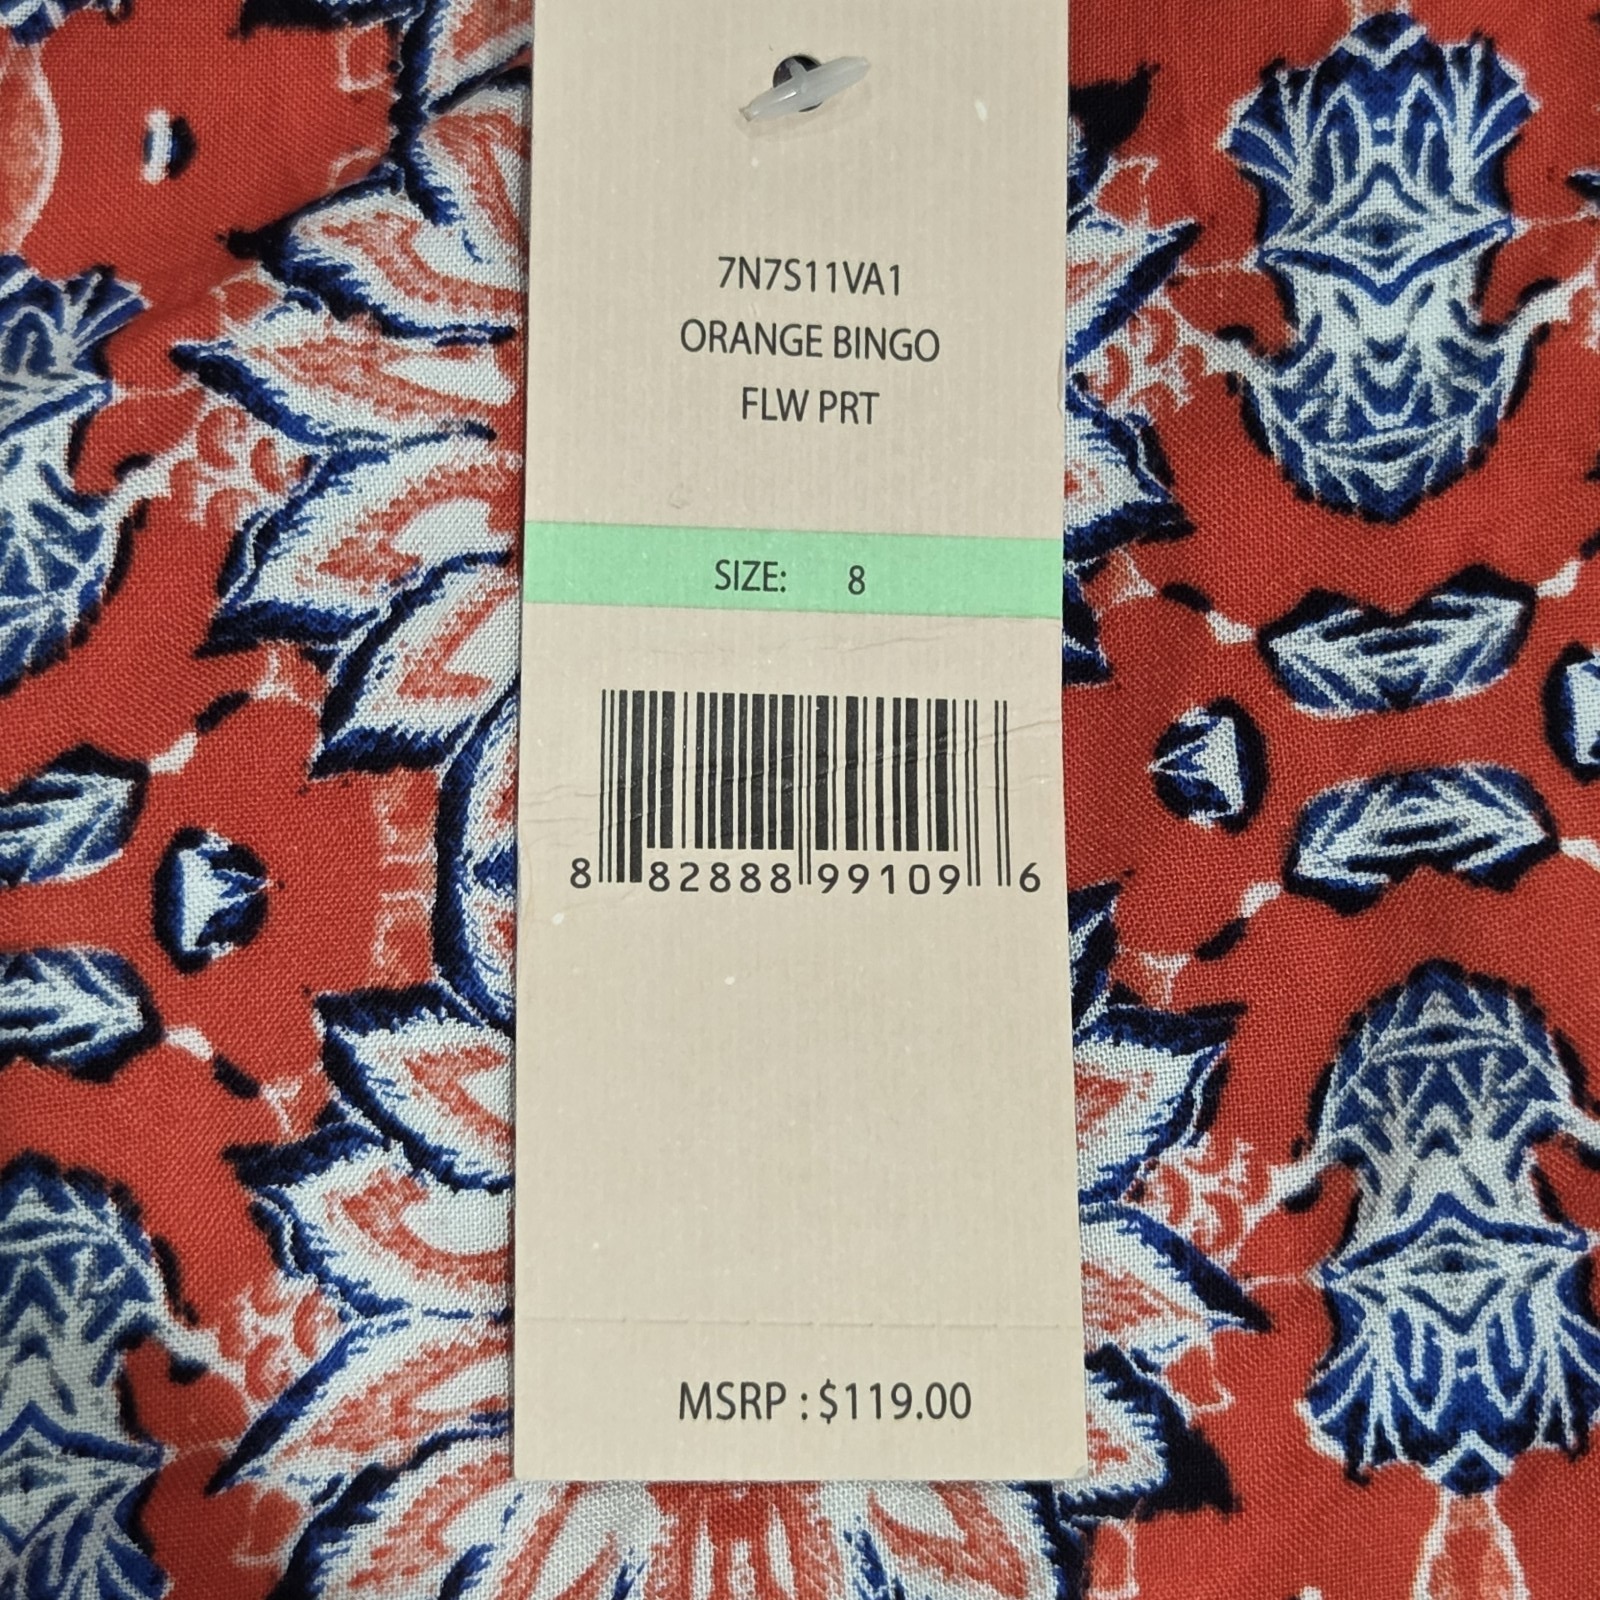 7N7S11VA1
ORANGE BINGO
FLW PRT
SIZE: 8
8 82888 99109 6
MSRP : $119.00